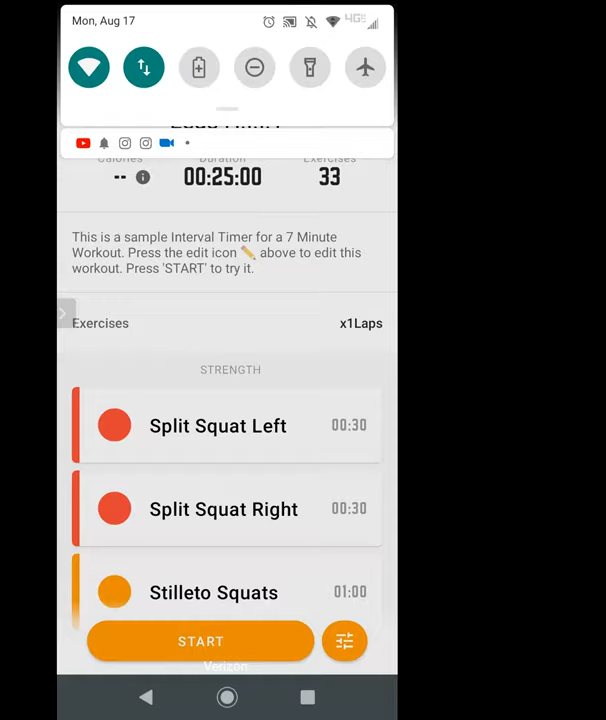 Mon, Aug 17
4G
Calories
Duration
Exercises
--
00:25:00
33
This is a sample Interval Timer for a 7 Minute
Workout. Press the edit icon ✏️ above to edit this
workout. Press 'START' to try it.
Exercises
x1Laps
STRENGTH
Split Squat Left
00:30
Split Squat Right
00:30
Stilleto Squats
01:00
START
Verizon